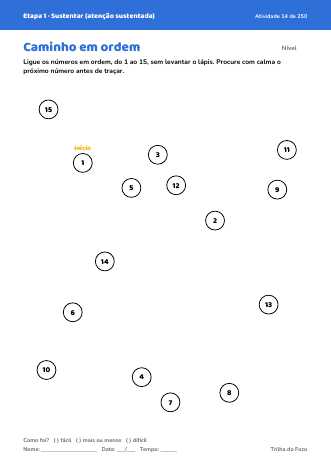 Etapa 1 · Sustentar (atenção sustentada)
Atividade 14 de 250
Caminho em ordem
Nível
Ligue os números em ordem, do 1 ao 15, sem levantar o lápis. Procure com calma o
próximo número antes de traçar.
15
início
1
3
11
5
12
9
2
14
6
13
10
4
7
8
Como foi? ( ) fácil ( ) mais ou menos ( ) difícil
Nome: ____________________ Data: ___/___ Tempo: ______
Trilha do Foco